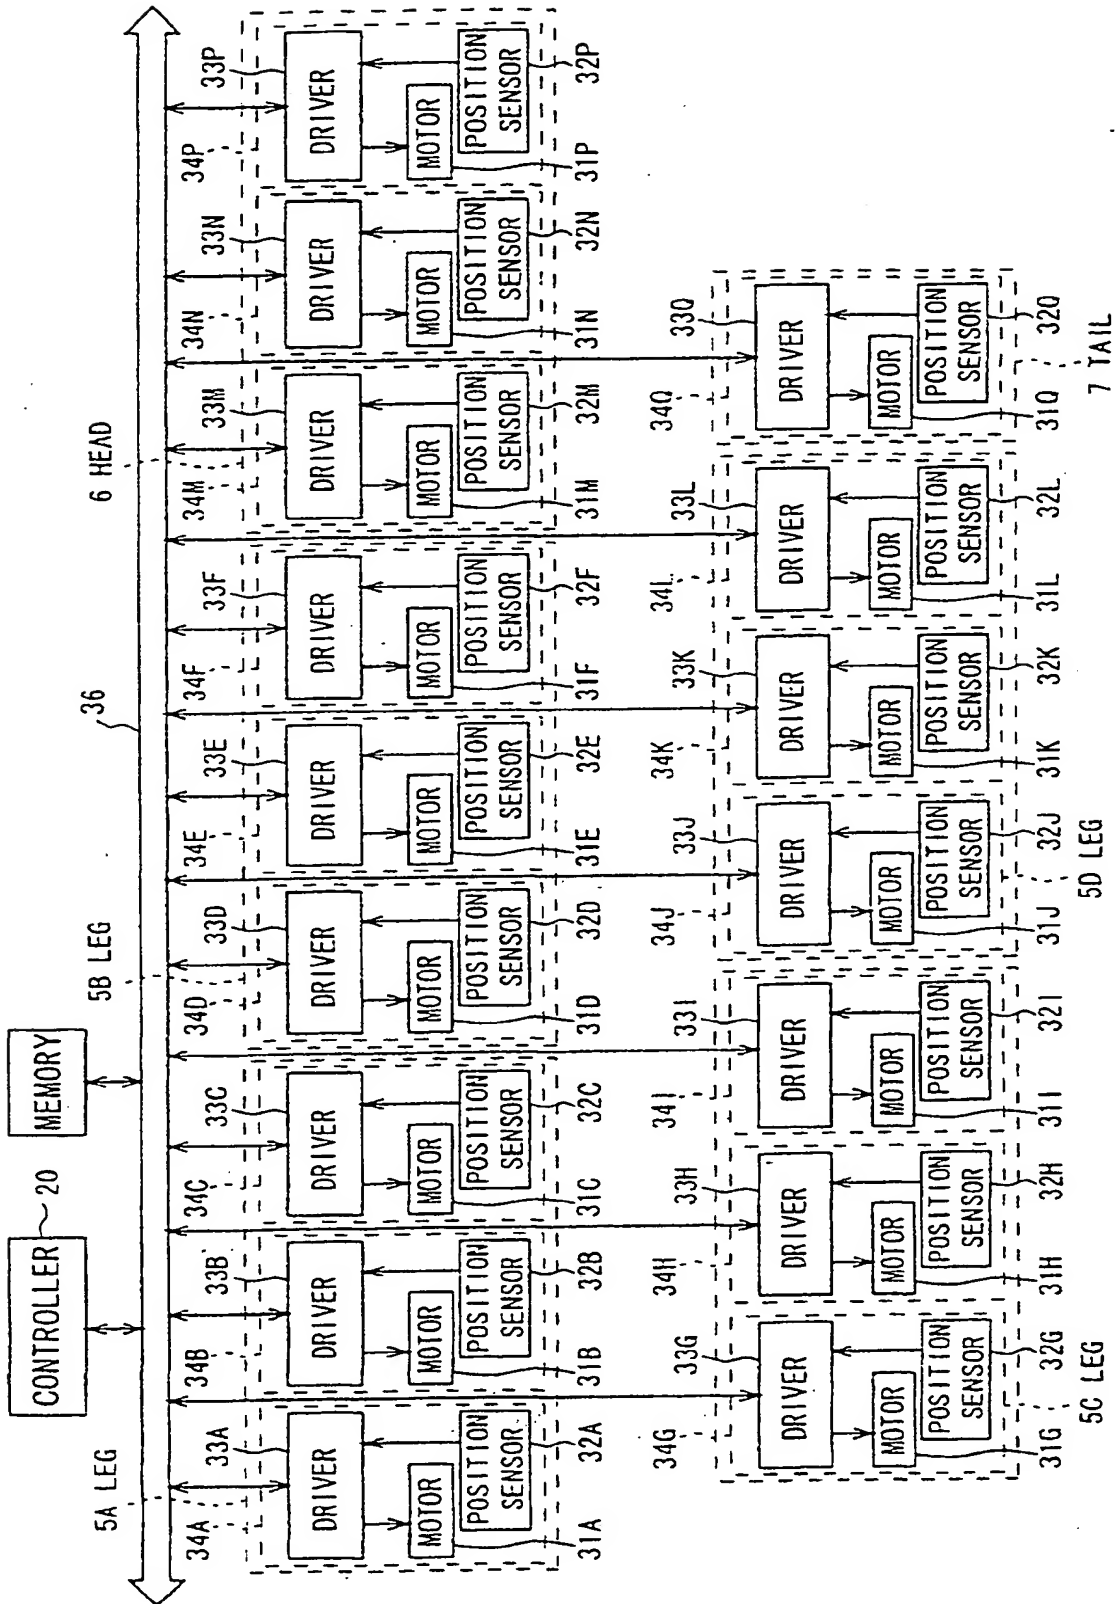 CONTROLLER
20
MEMORY
36
5A LEG
5B LEG
6 HEAD
34A
33A
34B
33B
34C
33C
34D
33D
34E
33E
34F
33F
34M
33M
34N
33N
34P
33P
DRIVER
DRIVER
DRIVER
DRIVER
DRIVER
DRIVER
DRIVER
DRIVER
DRIVER
MOTOR
POSITION
SENSOR
MOTOR
POSITION
SENSOR
MOTOR
POSITION
SENSOR
MOTOR
POSITION
SENSOR
MOTOR
POSITION
SENSOR
MOTOR
POSITION
SENSOR
MOTOR
POSITION
SENSOR
MOTOR
POSITION
SENSOR
MOTOR
POSITION
SENSOR
31A
32A
31B
32B
31C
32C
31D
32D
31E
32E
31F
32F
31M
32M
31N
32N
31P
32P
34G
33G
34H
33H
34I
33I
34J
33J
34K
33K
34L
33L
34Q
33Q
DRIVER
DRIVER
DRIVER
DRIVER
DRIVER
DRIVER
DRIVER
MOTOR
POSITION
SENSOR
MOTOR
POSITION
SENSOR
MOTOR
POSITION
SENSOR
MOTOR
POSITION
SENSOR
MOTOR
POSITION
SENSOR
MOTOR
POSITION
SENSOR
MOTOR
POSITION
SENSOR
31G
32G
31H
32H
31I
32I
31J
32J
31K
32K
31L
32L
31Q
32Q
5C LEG
5D LEG
7 TAIL